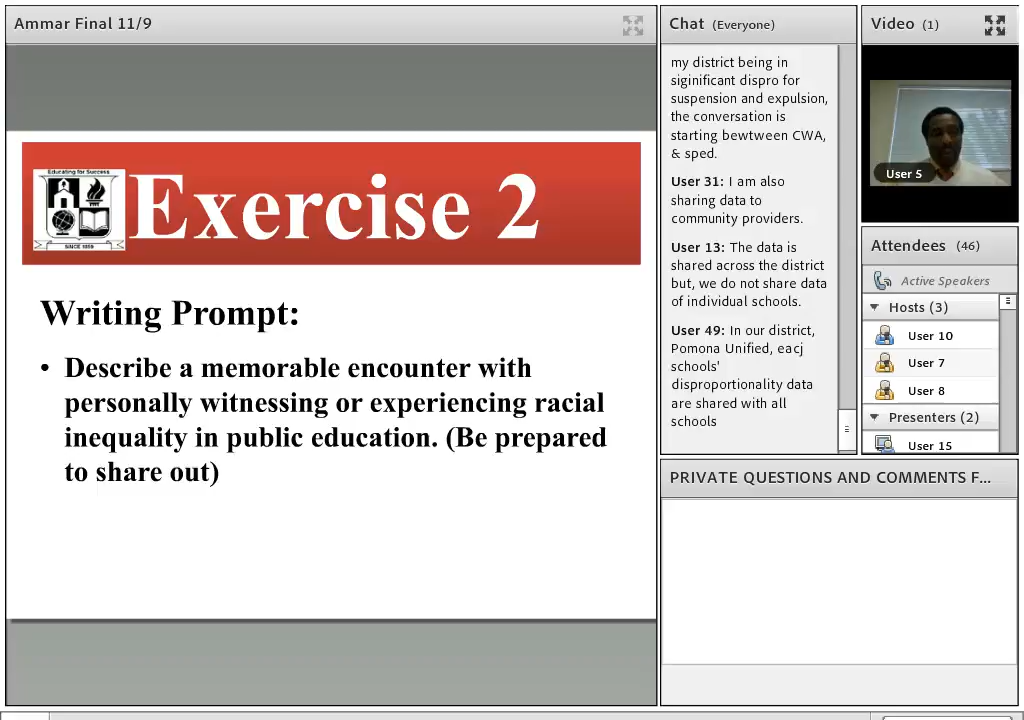 Ammar Final 11/9
Educating for Success
SINCE 1859
Exercise 2
Writing Prompt:
• Describe a memorable encounter with
personally witnessing or experiencing racial
inequality in public education. (Be prepared
to share out)
Chat (Everyone)
my district being in
siginificant dispro for
suspension and expulsion,
the conversation is
starting bewtween CWA,
& sped.
User 31: I am also
sharing data to
community providers.
User 13: The data is
shared across the district
but, we do not share data
of individual schools.
User 49: In our district,
Pomona Unified, eacj
schools'
disproportionality data
are shared with all
schools
Video (1)
User 5
Attendees (46)
Active Speakers
Hosts (3)
User 10
User 7
User 8
Presenters (2)
User 15
PRIVATE QUESTIONS AND COMMENTS F...